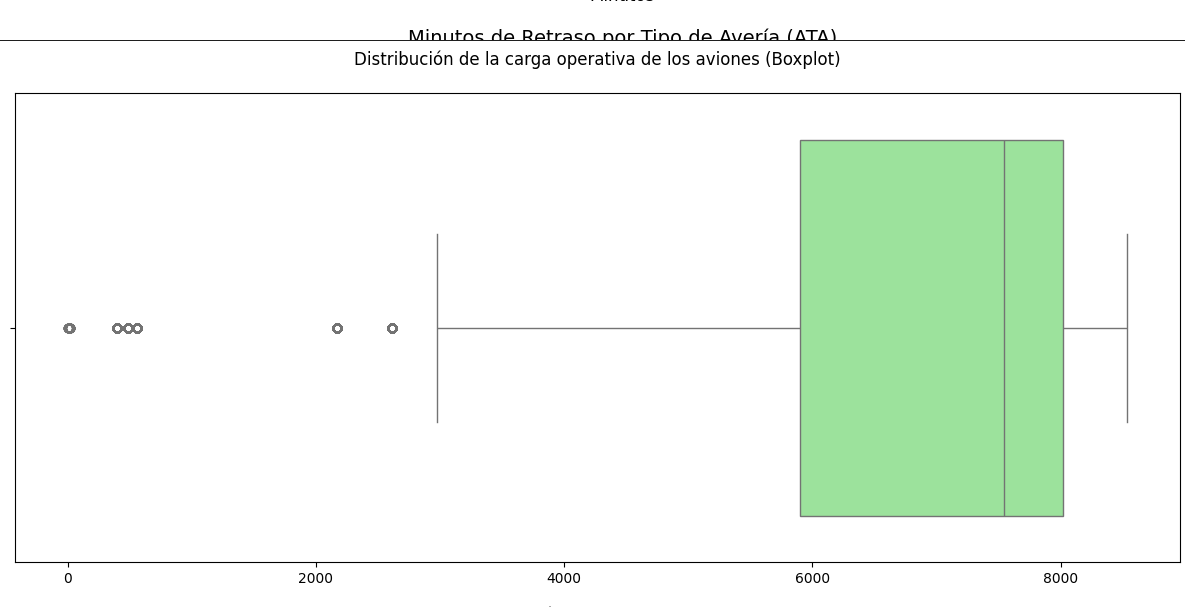 Minutos de Retraso por Tipo de Avería (ATA)
Distribución de la carga operativa de los aviones (Boxplot)
0 2000 4000 6000 8000